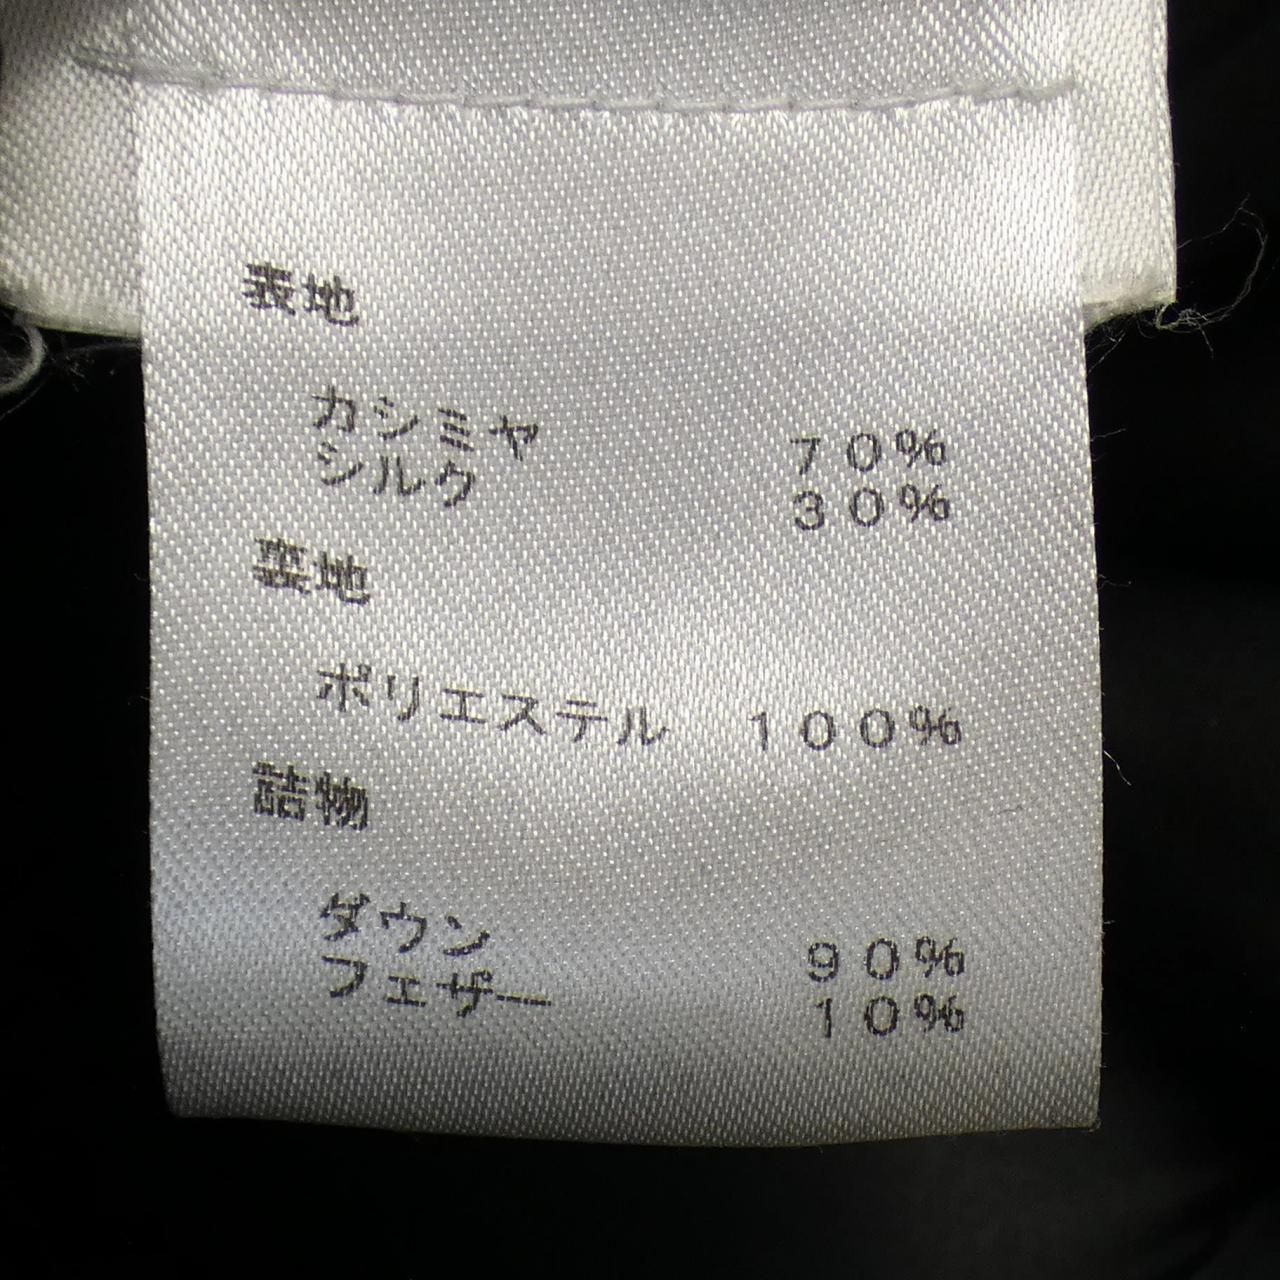 表地
カシミヤ 70%
シルク 30%
裏地
ポリエステル 100%
詰物
ダウン 90%
フェザー 10%